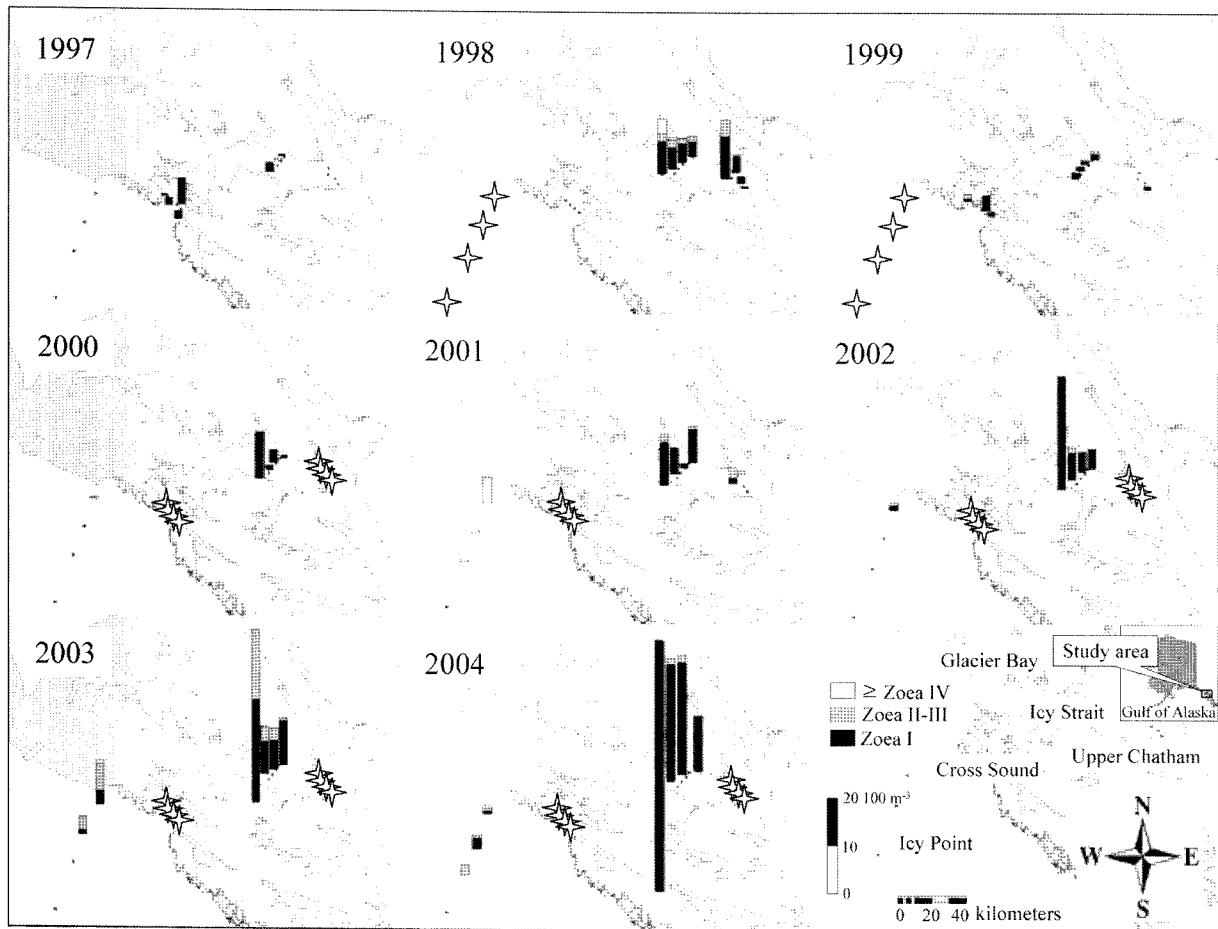 1997
1998
1999
2000
2001
2002
2003
2004
≥ Zoea IV
Zoea II-III
Zoea I
20 100 m⁻³
10
0
Glacier Bay
Study area
Icy Strait
Gulf of Alaska
Upper Chatham
Cross Sound
Icy Point
N
W E
S
0 20 40 kilometers